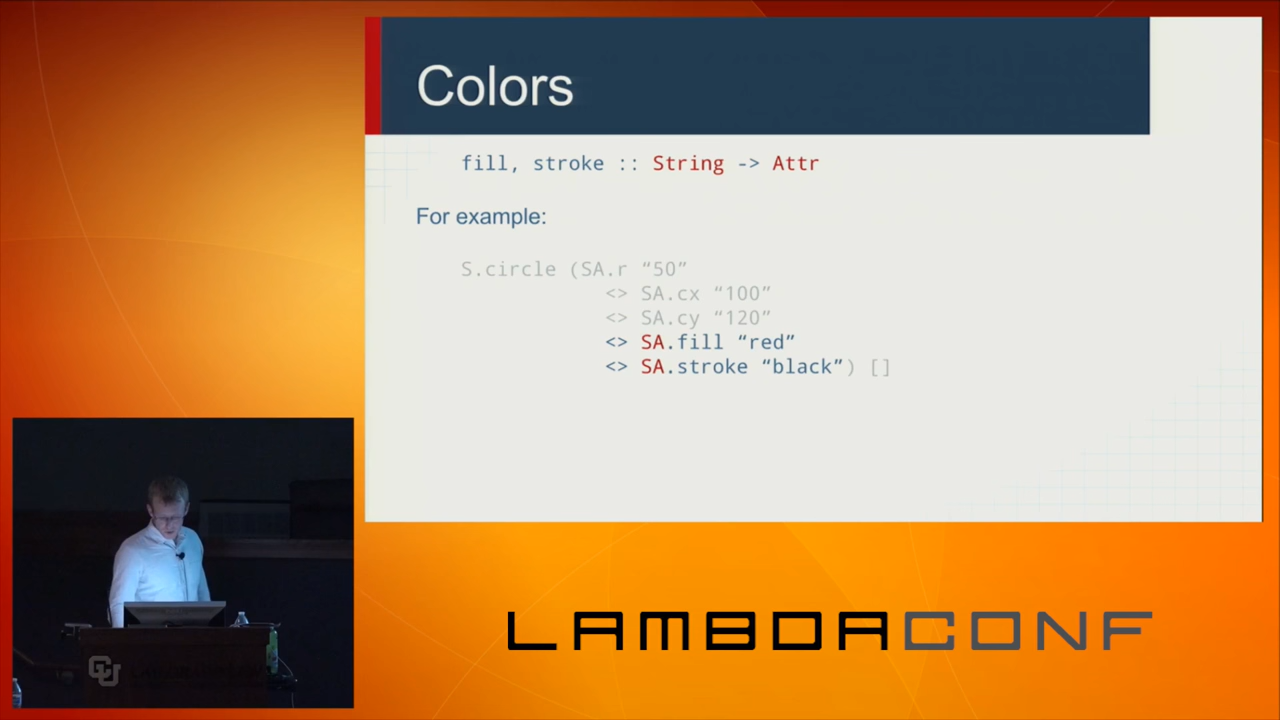 Colors
fill, stroke :: String -> Attr
For example:
S.circle (SA.r “50”
<> SA.cx “100”
<> SA.cy “120”
<> SA.fill “red”
<> SA.stroke “black”) []
LAMBDACONF
CU